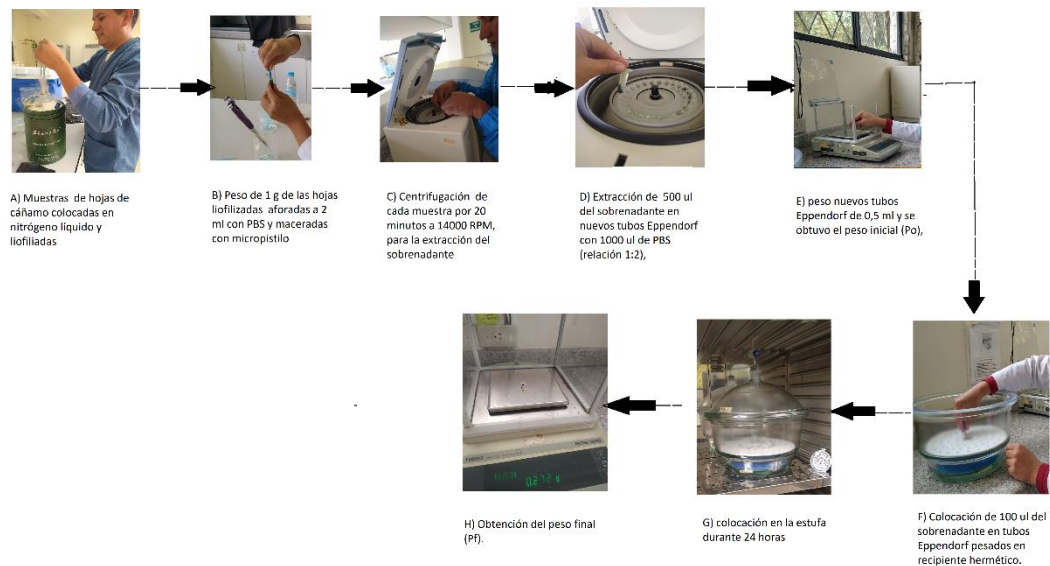 A) Muestras de hojas de
cáñamo colocadas en
nitrógeno líquido y
liofiliadas
B) Peso de 1 g de las hojas
liofilizadas aforadas a 2
ml con PBS y maceradas
con micropistilo
C) Centrifugación de
cada muestra por 20
minutos a 14000 RPM,
para la extracción del
sobrenadante
D) Extracción de 500 ul
del sobrenadante en
nuevos tubos Eppendorf
con 1000 ul de PBS
(relación 1:2),
E) peso nuevos tubos
Eppendorf de 0,5 ml y se
obtuvo el peso inicial (Po),
F) Colocación de 100 ul del
sobrenadante en tubos
Eppendorf pesados en
recipiente hermético.
G) colocación en la estufa
durante 24 horas
H) Obtención del peso final
(Pf).